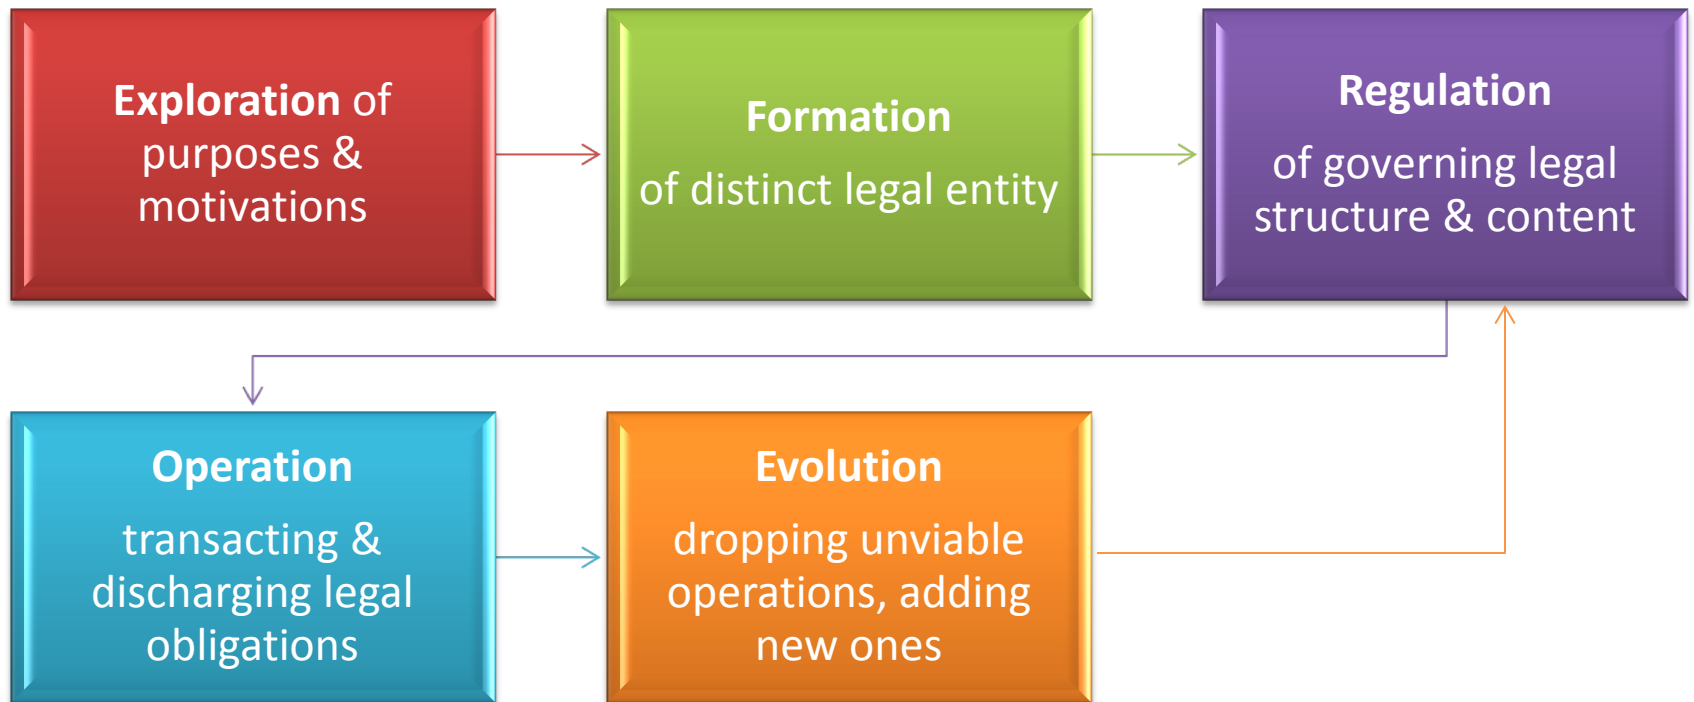 Exploration of
purposes &
motivations
Formation
of distinct legal entity
Regulation
of governing legal
structure & content
Operation
transacting &
discharging legal
obligations
Evolution
dropping unviable
operations, adding
new ones